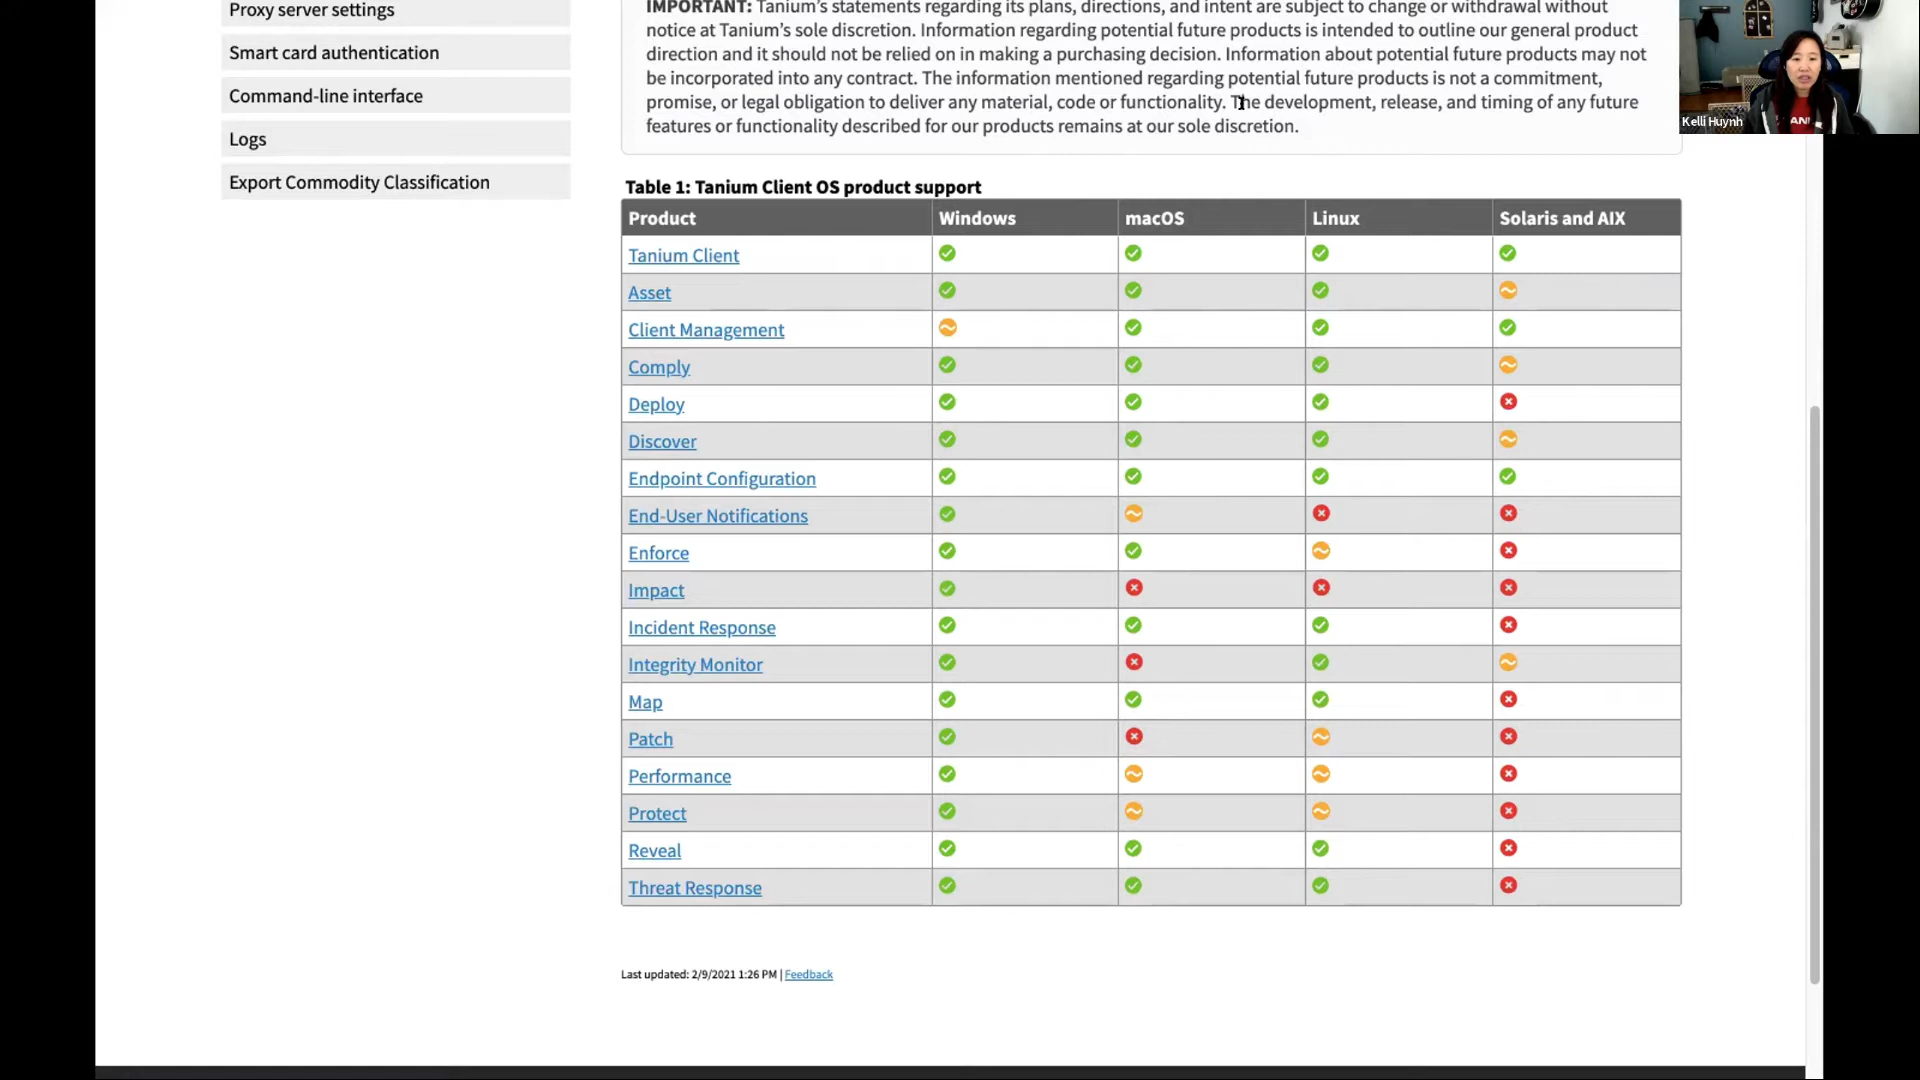 Proxy server settings
Smart card authentication
Command-line interface
Logs
Export Commodity Classification
IMPORTANT: Tanium’s statements regarding its plans, directions, and intent are subject to change or withdrawal without
notice at Tanium’s sole discretion. Information regarding potential future products is intended to outline our general product
direction and it should not be relied on in making a purchasing decision. Information about potential future products may not
be incorporated into any contract. The information mentioned regarding potential future products is not a commitment,
promise, or legal obligation to deliver any material, code or functionality. The development, release, and timing of any future
features or functionality described for our products remains at our sole discretion.
Kelli Huynh
Table 1: Tanium Client OS product support
Product Windows macOS Linux Solaris and AIX
Tanium Client
Asset
Client Management
Comply
Deploy
Discover
Endpoint Configuration
End-User Notifications
Enforce
Impact
Incident Response
Integrity Monitor
Map
Patch
Performance
Protect
Reveal
Threat Response
Last updated: 2/9/2021 1:26 PM | Feedback